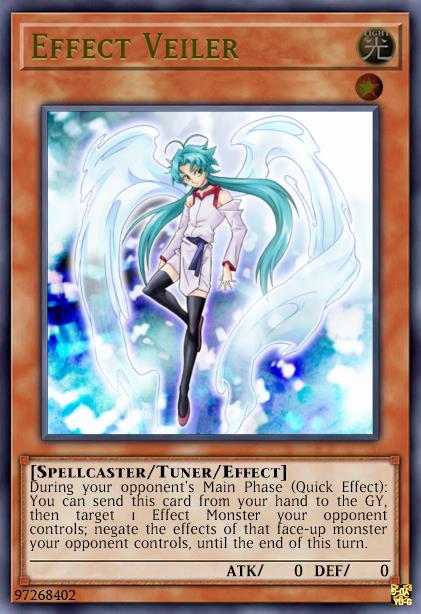 Effect Veiler
LIGHT
光
[Spellcaster/Tuner/Effect]
During your opponent's Main Phase (Quick Effect):
You can send this card from your hand to the GY,
then target 1 Effect Monster your opponent
controls; negate the effects of that face-up monster
your opponent controls, until the end of this turn.
ATK/ 0 DEF/ 0
97268402